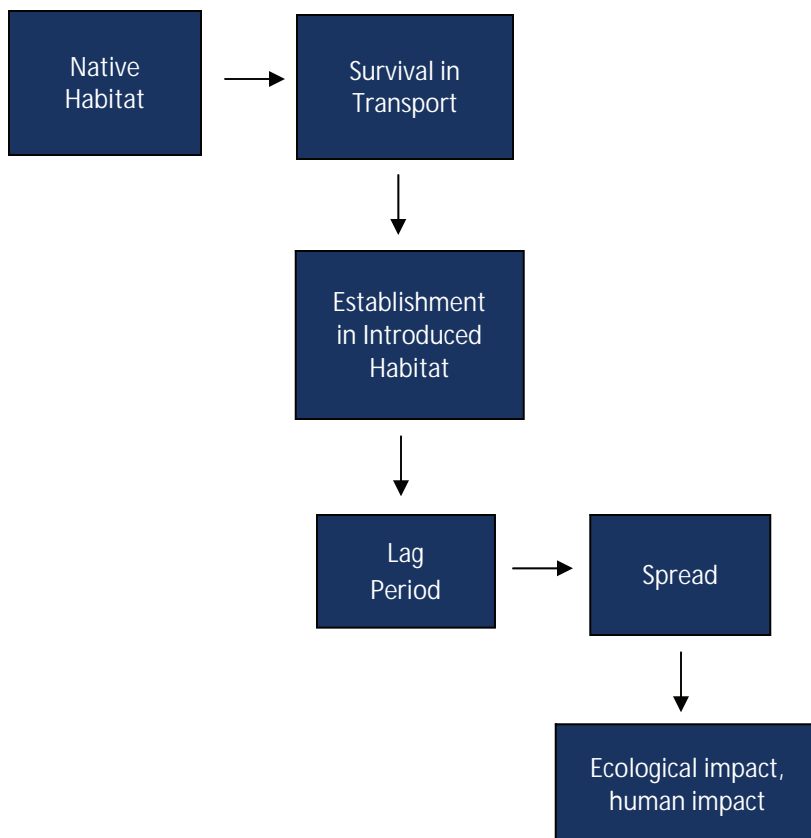 Native
Habitat
Survival in
Transport
Establishment
in Introduced
Habitat
Lag
Period
Spread
Ecological impact,
human impact